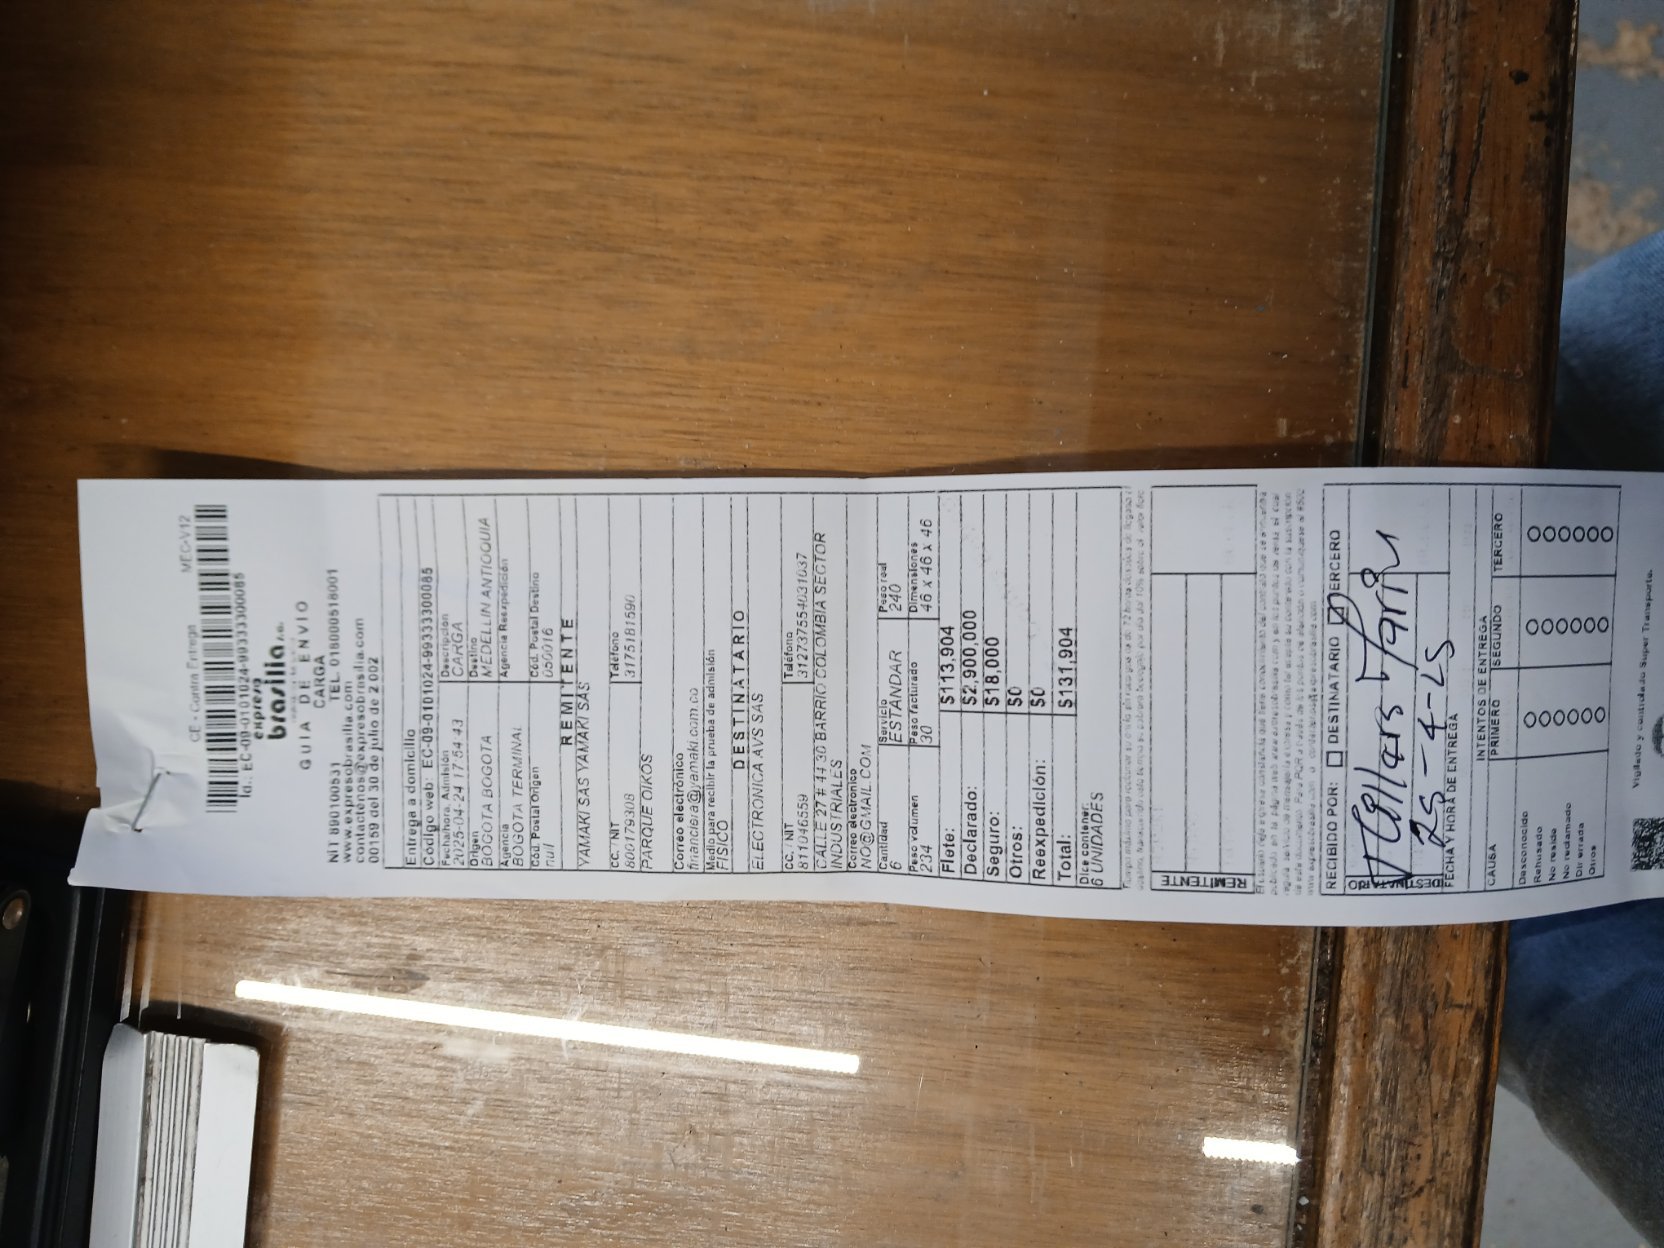 CE - Contra Entrega MEC-V12
Id.: EC-09-0101024-99333300085
expreso
brasilia s.a.
GUIA DE ENVIO
CARGA
NIT 890100531 TEL 018000518001
www.expresobrasilia.com
contactenos@expresobrasilia.com
00159 del 30 de julio de 2 002
Entrega a domicilio
Código web: EC-09-0101024-99333300085
Fecha/hora. Admisión Descripción
2025-04-24 17:54 43 CARGA
Origen Destino
BOGOTA BOGOTA MEDELLIN ANTIOQUIA
Agencia Agencia Reexpedición
BOGOTA TERMINAL
Cód. Postal Origen Cód. Postal Destino
null 050016
REMITENTE
YAMAKI SAS YAMAKI SAS
CC. / NIT Teléfono
800179308 3175181590
PARQUE OIKOS
Correo electrónico
financiera@yamaki.com.co
Medio para recibir la prueba de admisión
FISICO
DESTINATARIO
ELECTRONICA AVS SAS
CC. / NIT Teléfono
811046559 3127375540 31037
CALLE 27 # 44 30 BARRIO COLOMBIA SECTOR
INDUSTRIALES
Correo electronico
NO@GMAIL.COM
Cantidad Servicio Peso real
6 ESTANDAR 240
Peso volumen Peso facturado Dimensiones
234 30 46 x 46 x 46
Flete: $113,904
Declarado: $2,900,000
Seguro: $18,000
Otros: $0
Reexpedición: $0
Total: $131,904
Dice contener:
6 UNIDADES
REMITENTE
RECIBIDO POR: DESTINATARIO TERCERO
DESTINATARIO
25-4-25
FECHA Y HORA DE ENTREGA
INTENTOS DE ENTREGA
CAUSA PRIMERO SEGUNDO TERCERO
Desconocido
Rehusado
No reside
No reclamado
Dir errada
Otros
Vigilado y controlado Super Transporte.